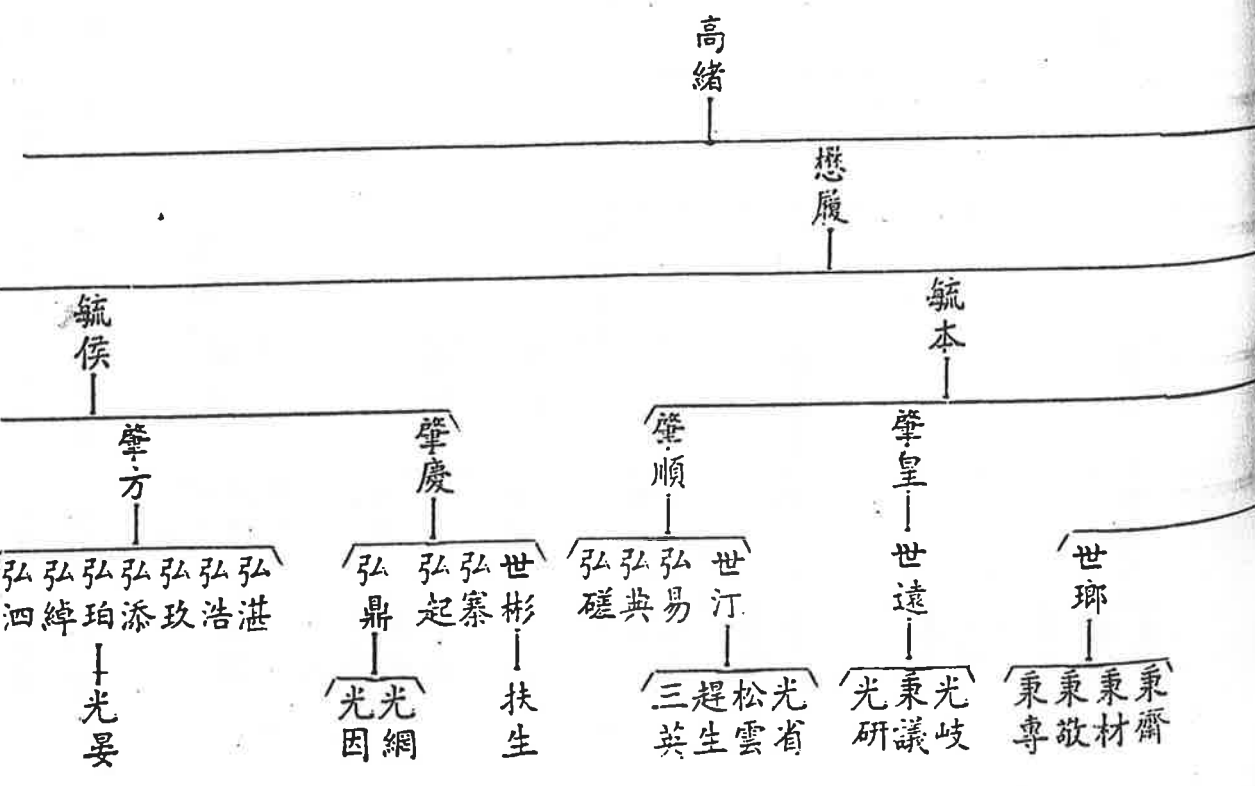 高緒
懋履
毓本
毓侯
肇皇
肇順
肇慶
肇方
世瑯
世遠
世汀
弘易
弘典
弘磋
世彬
弘寨
弘起
弘鼎
弘湛
弘浩
弘玖
弘添
弘珀
弘綽
弘泗
秉齋
秉材
秉敬
秉專
光岐
秉議
光研
光省
松雲
趕生
三英
扶生
光網
光因
光晏